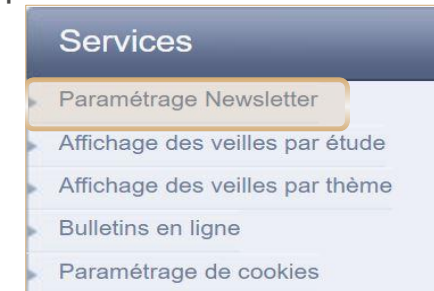 Services
Paramétrage Newsletter
Affichage des veilles par étude
Affichage des veilles par thème
Bulletins en ligne
Paramétrage de cookies